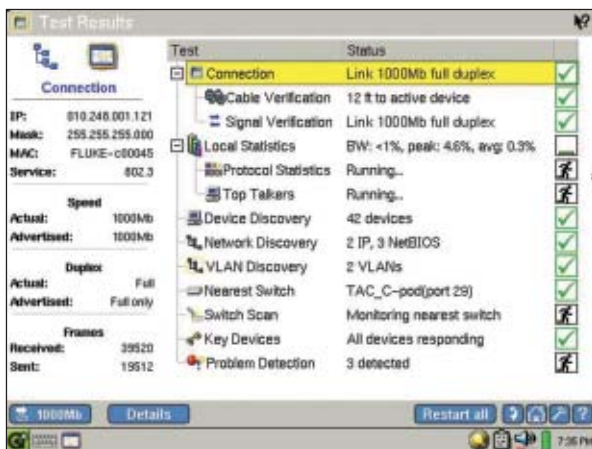 Test Results
Connection
IP: 010.248.001.121
Mask: 255.255.255.000
MAC: FLUKE-c00045
Service: 802.3
Speed
Actual: 1000Mb
Advertised: 1000Mb
Duplex
Actual: Full
Advertised: Full only
Frames
Received: 39520
Sent: 19512
Test Status
Connection Link 1000Mb full duplex
Cable Verification 12 ft to active device
Signal Verification Link 1000Mb full duplex
Local Statistics BW: <1%, peak: 4.6%, avg: 0.3%
Protocol Statistics Running...
Top Talkers Running...
Device Discovery 42 devices
Network Discovery 2 IP, 3 NetBIOS
VLAN Discovery 2 VLANs
Nearest Switch TAC_C-pod(port 29)
Switch Scan Monitoring nearest switch
Key Devices All devices responding
Problem Detection 3 detected
1000Mb Details Restart all ?
7:35 PM